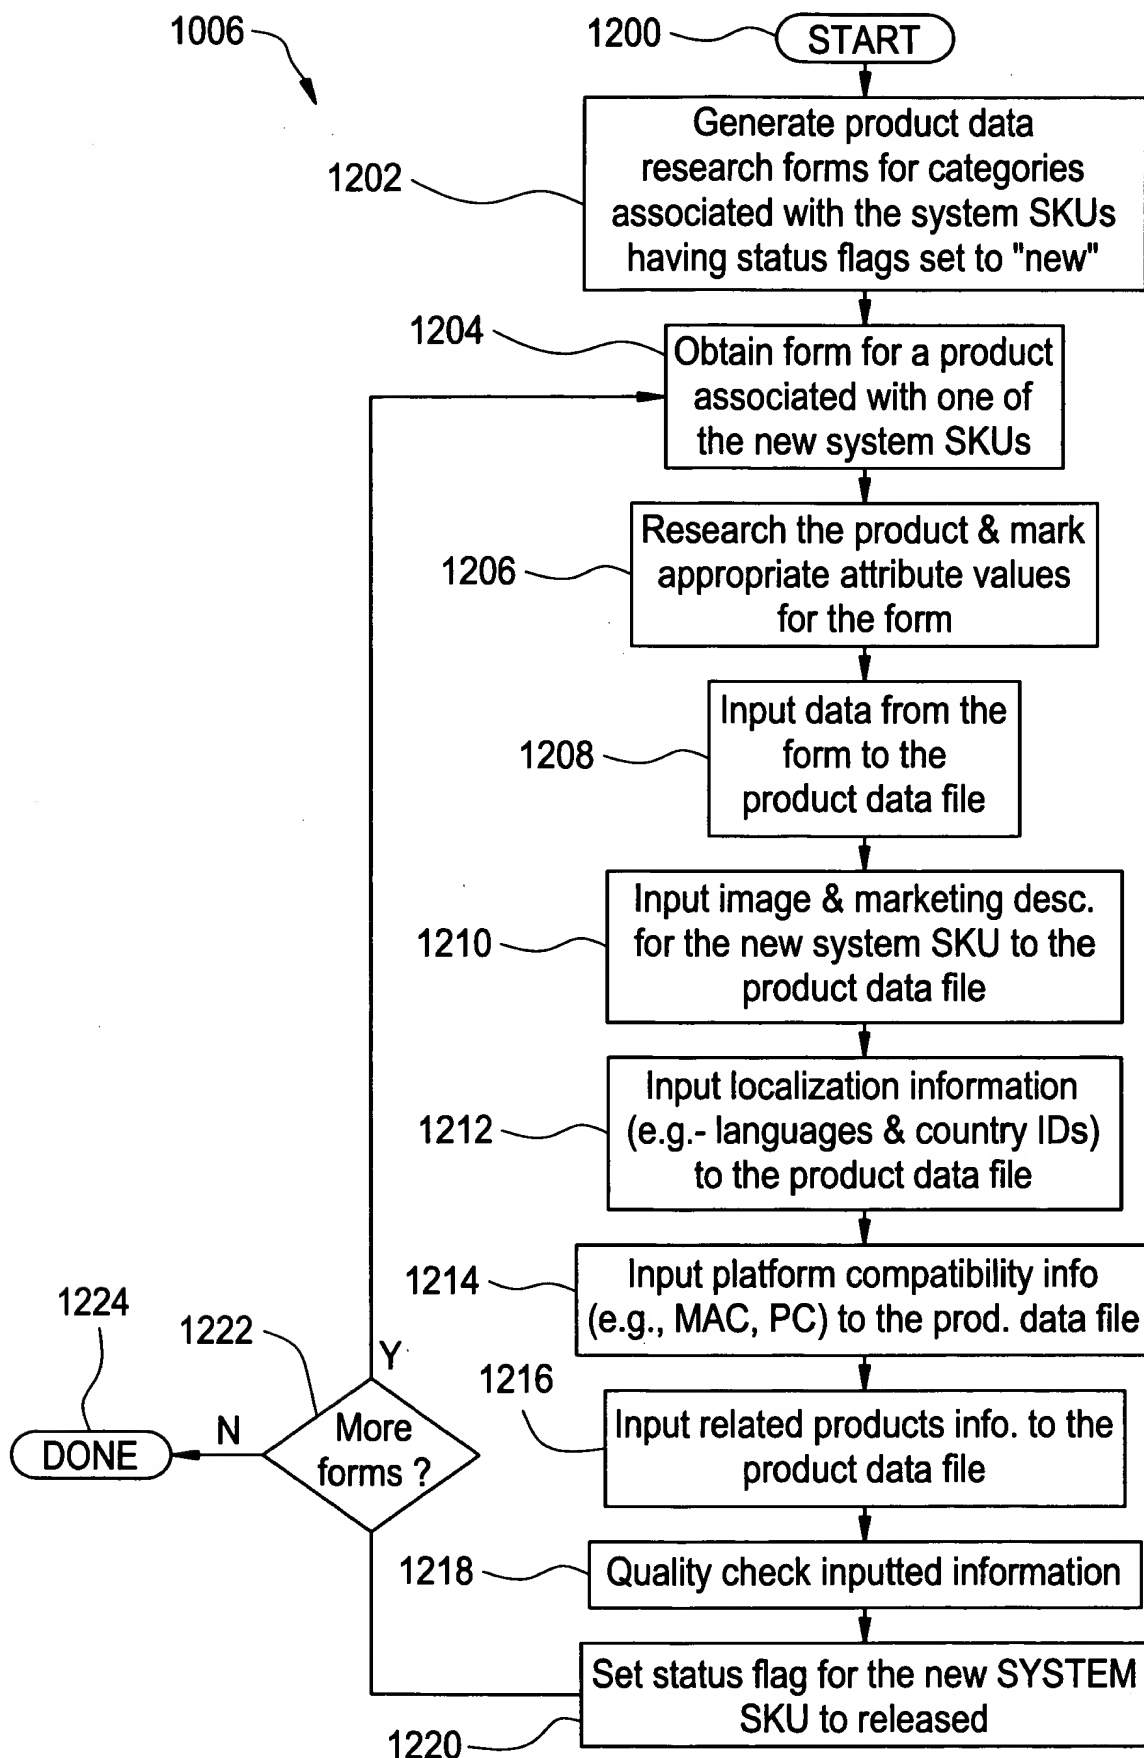 1006
1200
START
1202
Generate product data
research forms for categories
associated with the system SKUs
having status flags set to "new"
1204
Obtain form for a product
associated with one of
the new system SKUs
1206
Research the product & mark
appropriate attribute values
for the form
1208
Input data from the
form to the
product data file
1210
Input image & marketing desc.
for the new system SKU to the
product data file
1212
Input localization information
(e.g.- languages & country IDs)
to the product data file
1214
Input platform compatibility info
(e.g., MAC, PC) to the prod. data file
1216
Input related products info. to the
product data file
1218
Quality check inputted information
1220
Set status flag for the new SYSTEM
SKU to released
1222
More
forms ?
Y
N
1224
DONE